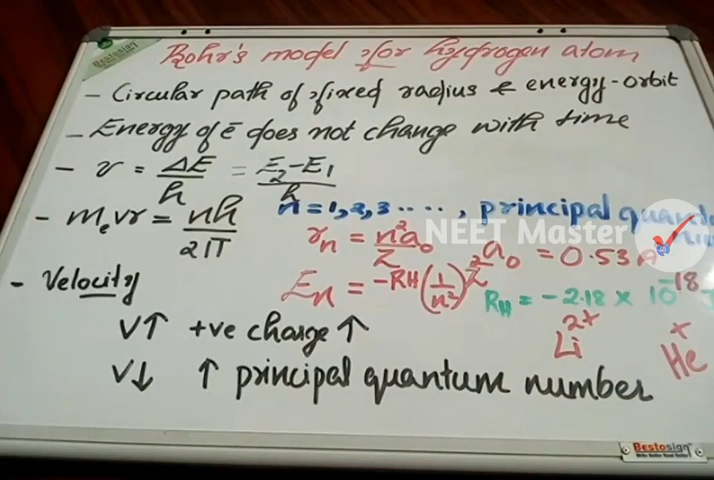 Bestosign
Bohr's model for hydrogen atom
- Circular path of fixed radius & energy-orbit
- Energy of ē does not change with time
- ν = ΔE/h = E₂-E₁/h
- mₑvr = nh/2π n = 1, 2, 3 ....., principal
NEET Master
rₙ = n²a₀/Z a₀ = 0.53 A
Eₙ = -RH(1/n²)Z² RH = -2.18 × 10⁻¹⁸ J
- Velocity
V↑ +ve charge ↑ Li²⁺ He⁺
V↓ ↑ principal quantum number
Bestosign